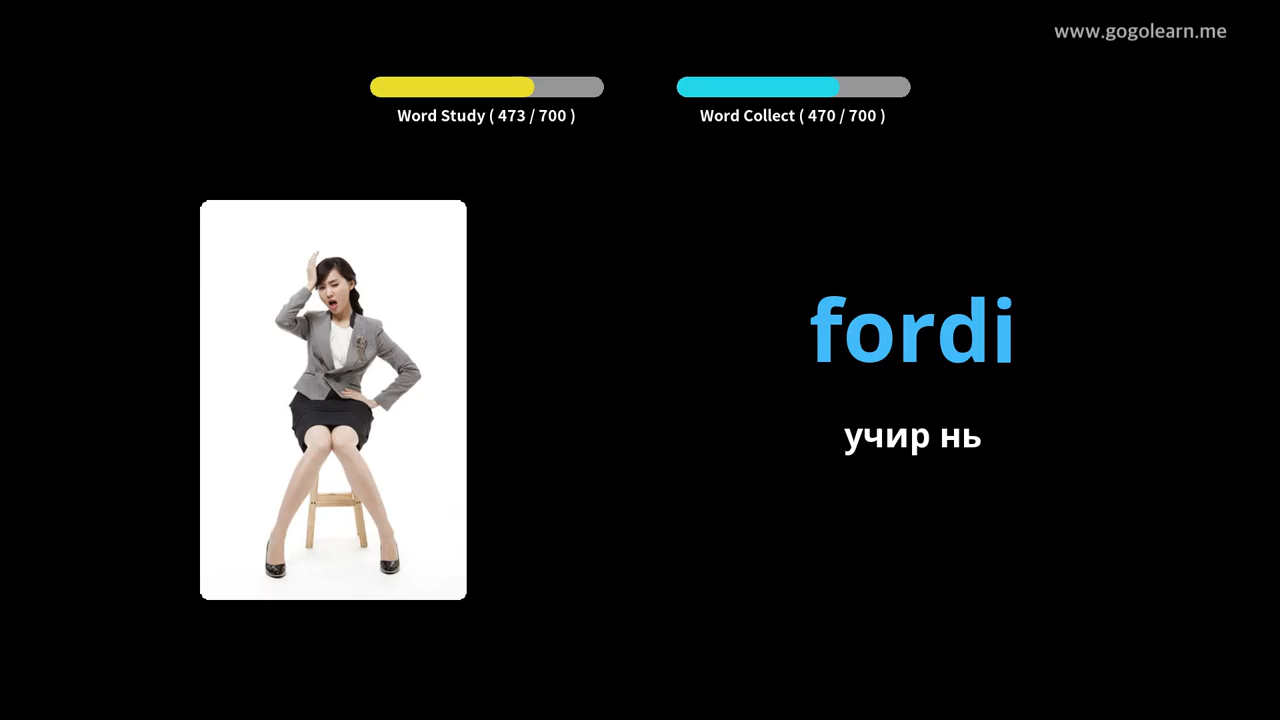 www.gogolearn.me
Word Study ( 473 / 700 )
Word Collect ( 470 / 700 )
fordi
учир нь